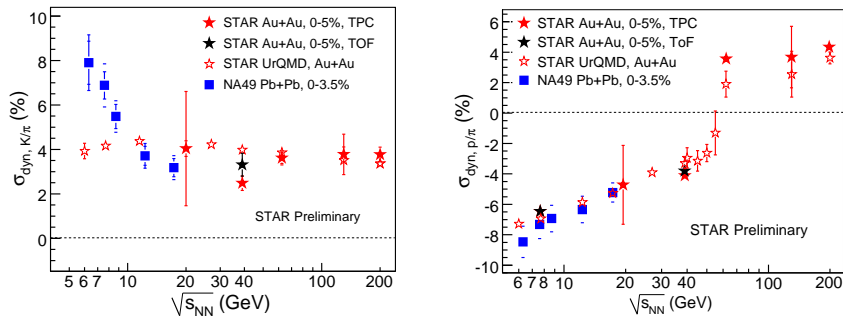 STAR Au+Au, 0-5%, TPC
STAR Au+Au, 0-5%, TOF
STAR UrQMD, Au+Au
NA49 Pb+Pb, 0-3.5%
10
8
6
4
2
0
σdyn, K/π (%)
STAR Preliminary
5 6 7 10 20 30 40 100 200
√sNN (GeV)
STAR Au+Au, 0-5%, TPC
STAR Au+Au, 0-5%, ToF
STAR UrQMD, Au+Au
NA49 Pb+Pb, 0-3.5%
6
4
2
0
-2
-4
-6
-8
-10
σdyn, p/π (%)
STAR Preliminary
6 7 8 10 20 30 40 100 200
√sNN (GeV)